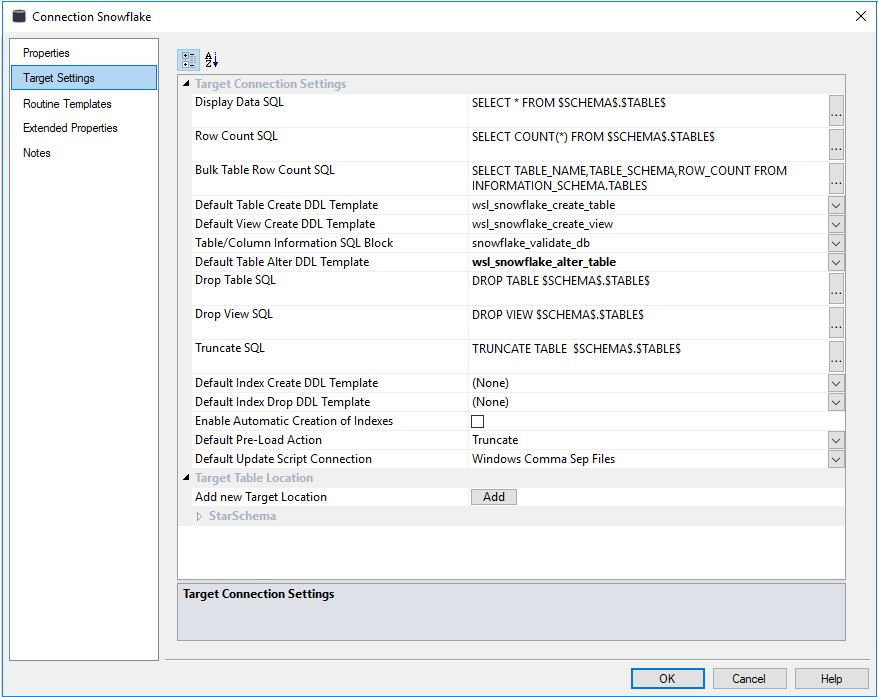 Connection Snowflake
Properties
Target Settings
Routine Templates
Extended Properties
Notes
Target Connection Settings
Display Data SQL SELECT * FROM $SCHEMA$.$TABLE$ ...
Row Count SQL SELECT COUNT(*) FROM $SCHEMA$.$TABLE$ ...
Bulk Table Row Count SQL SELECT TABLE_NAME,TABLE_SCHEMA,ROW_COUNT FROM
INFORMATION_SCHEMA.TABLES ...
Default Table Create DDL Template wsl_snowflake_create_table
Default View Create DDL Template wsl_snowflake_create_view
Table/Column Information SQL Block snowflake_validate_db
Default Table Alter DDL Template wsl_snowflake_alter_table
Drop Table SQL DROP TABLE $SCHEMA$.$TABLE$ ...
Drop View SQL DROP VIEW $SCHEMA$.$TABLE$ ...
Truncate SQL TRUNCATE TABLE  $SCHEMA$.$TABLE$ ...
Default Index Create DDL Template (None)
Default Index Drop DDL Template (None)
Enable Automatic Creation of Indexes
Default Pre-Load Action Truncate
Default Update Script Connection Windows Comma Sep Files
Target Table Location
Add new Target Location Add
StarSchema
Target Connection Settings
OK Cancel Help